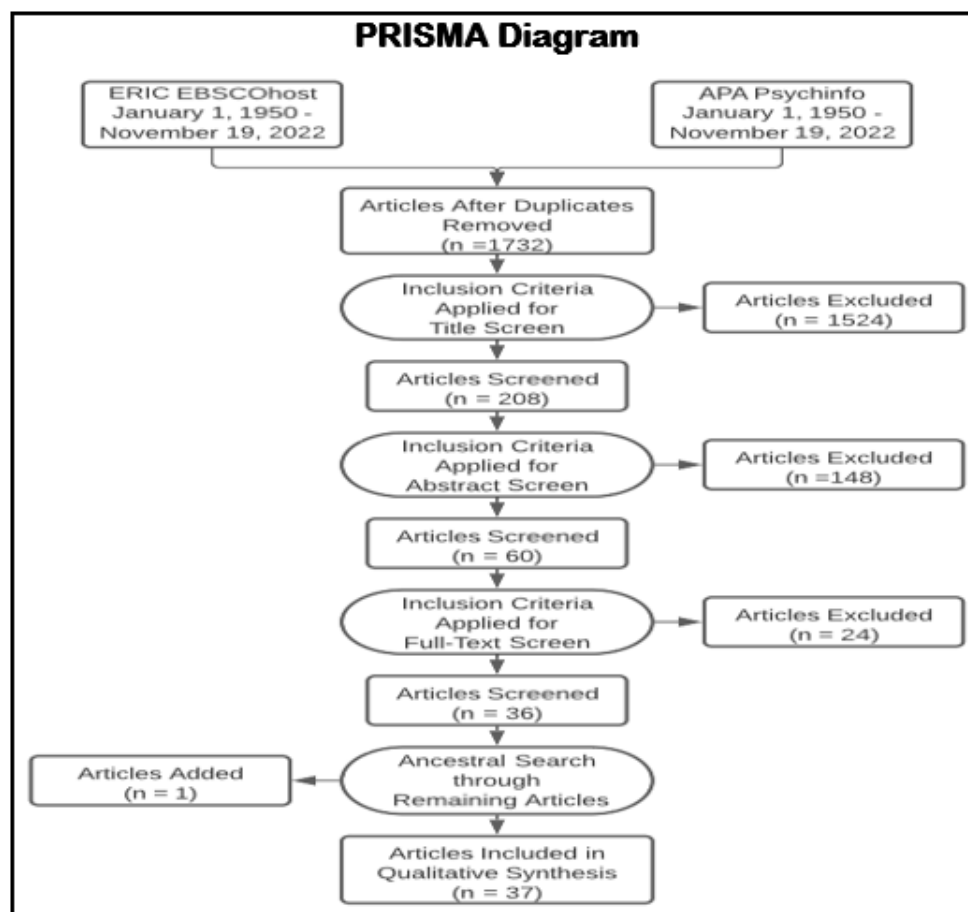 PRISMA Diagram
ERIC EBSCOhost
January 1, 1950 -
November 19, 2022
APA Psychinfo
January 1, 1950 -
November 19, 2022
Articles After Duplicates
Removed
(n =1732)
Inclusion Criteria
Applied for
Title Screen
Articles Excluded
(n = 1524)
Articles Screened
(n = 208)
Inclusion Criteria
Applied for
Abstract Screen
Articles Excluded
(n =148)
Articles Screened
(n = 60)
Inclusion Criteria
Applied for
Full-Text Screen
Articles Excluded
(n = 24)
Articles Screened
(n = 36)
Ancestral Search
through
Remaining Articles
Articles Added
(n = 1)
Articles Included in
Qualitative Synthesis
(n = 37)